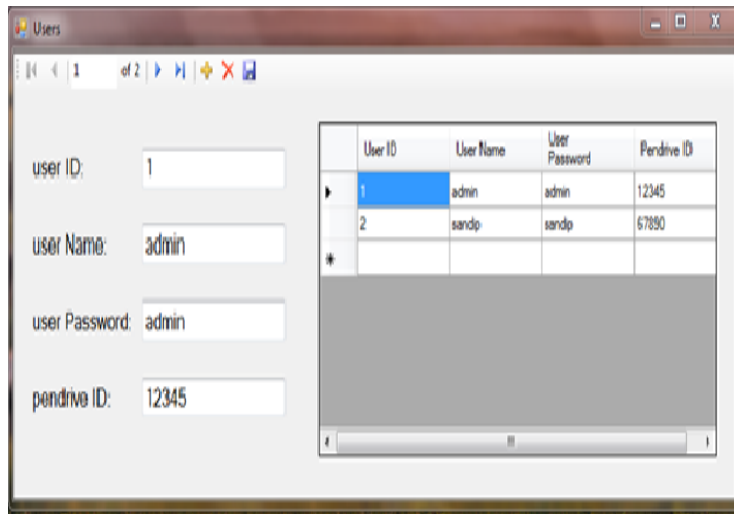 Users
1 of 2
user ID: 1
user Name: admin
user Password: admin
pendrive ID: 12345
User ID User Name User Password Pendrive ID
1 admin admin 12345
2 sandip sandip 67890